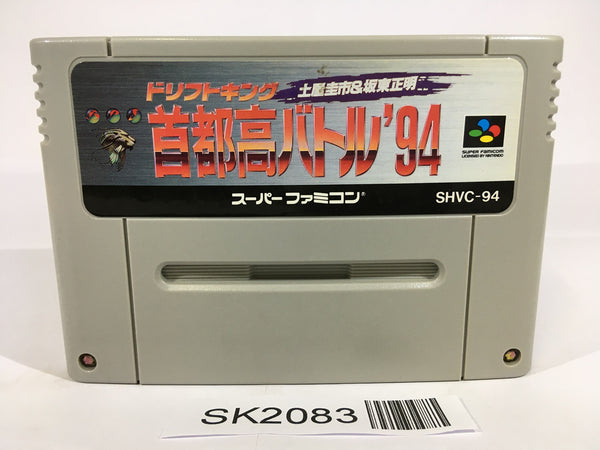 ドリフトキング 土屋圭市&坂東正明
首都高バトル'94
SUPER FAMICOM
LICENSED BY NINTENDO
スーパーファミコン®
SHVC-94
SK2083